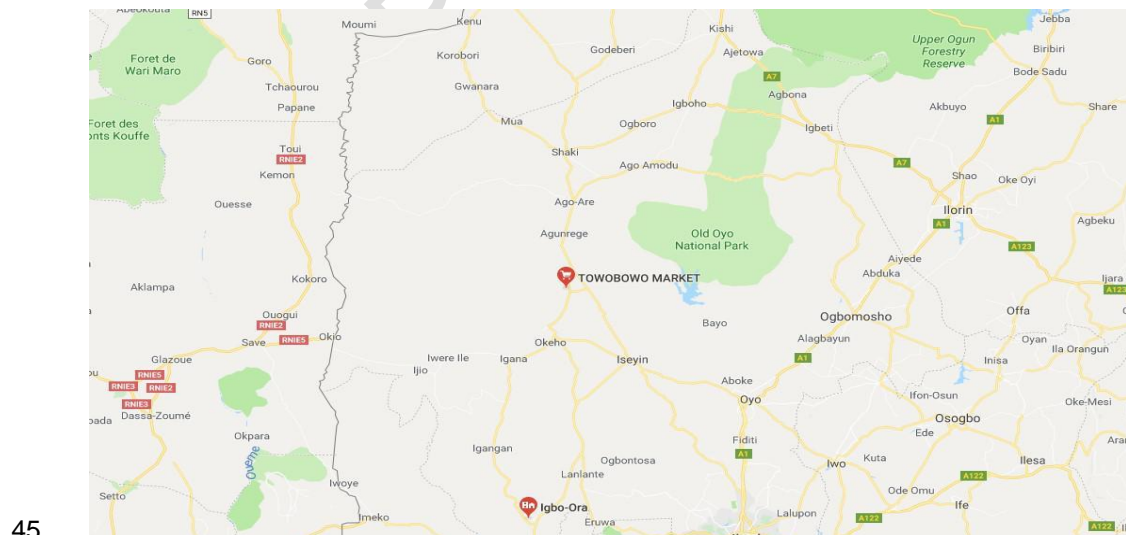 Abeokouta
RN5
Moumi
Kenu
Kishi
Jebba
Foret de
Wari Maro
Goro
Korobori
Godeberi
Ajetowa
Upper Ogun
Forestry
Reserve
Biribiri
Bode Sadu
Tchaourou
Gwanara
A7
Agbona
Papane
Igboho
Akbuyo
Share
Foret des
onts Kouffe
Mua
Ogboro
Igbeti
A1
Toui
RNIE2
Shaki
Ago Amodu
A7
Kemon
Shao
Oke Oyi
Ouesse
Ago-Are
Ilorin
A1
Agbeku
Agunrege
Old Oyo
National Park
A123
Aiyede
Abduka
TOWOBOWO MARKET
Kokoro
Ijara
A123
Aklampa
Ouogui
RNIE2
Bayo
Ogbomosho
Offa
Save
RNIE5
Okio
Okeho
Alagbayun
Oyan
Ila Orangun
Glazoue
Iwere Ile
Igana
Iseyin
A1
Inisa
Ijio
RNIE5
RNIE3
RNIE2
Aboke
RNIE3
Oyo
Ifon-Osun
Oke-Mesi
Dassa-Zoumé
Osogbo
Okpara
Fiditi
Ede
Igangan
Ogbontosa
A1
Iwo
Kuta
Ilesa
Oueme
Lanlante
A122
Setto
Iwoye
Ode Omu
Igbo-Ora
Ife
Imeko
Eruwa
Lalupon
A122
A122
45